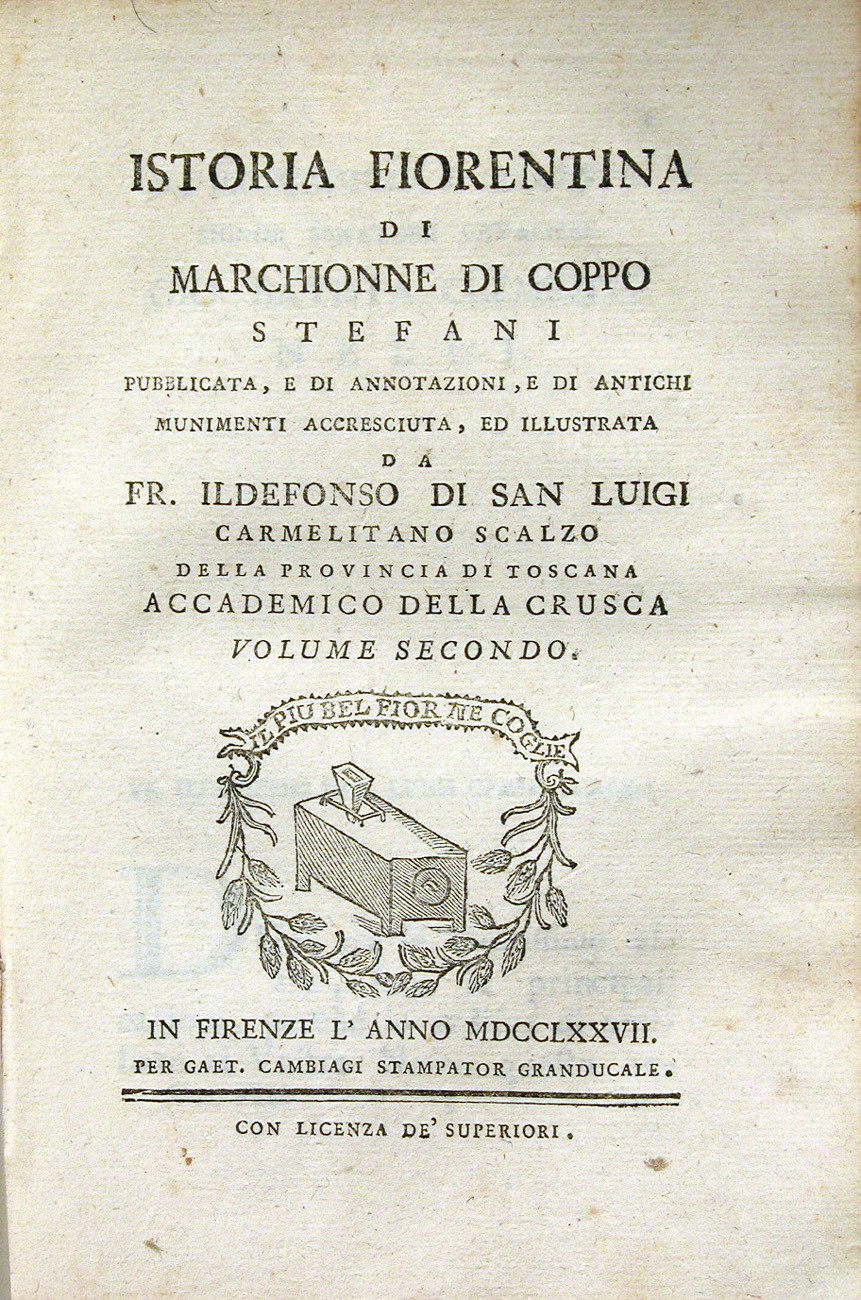 ISTORIA FIORENTINA
DI
MARCHIONNE DI COPPO
STEFANI
PUBBLICATA, E DI ANNOTAZIONI, E DI ANTICHI
MUNIMENTI ACCRESCIUTA, ED ILLUSTRATA
DA
FR. ILDEFONSO DI SAN LUIGI
CARMELITANO SCALZO
DELLA PROVINCIA DI TOSCANA
ACCADEMICO DELLA CRUSCA
VOLUME SECONDO.
IL PIU BEL FIOR NE COGLIE
IN FIRENZE L' ANNO MDCCLXXVII.
PER GAET. CAMBIAGI STAMPATOR GRANDUCALE.
CON LICENZA DE' SUPERIORI.